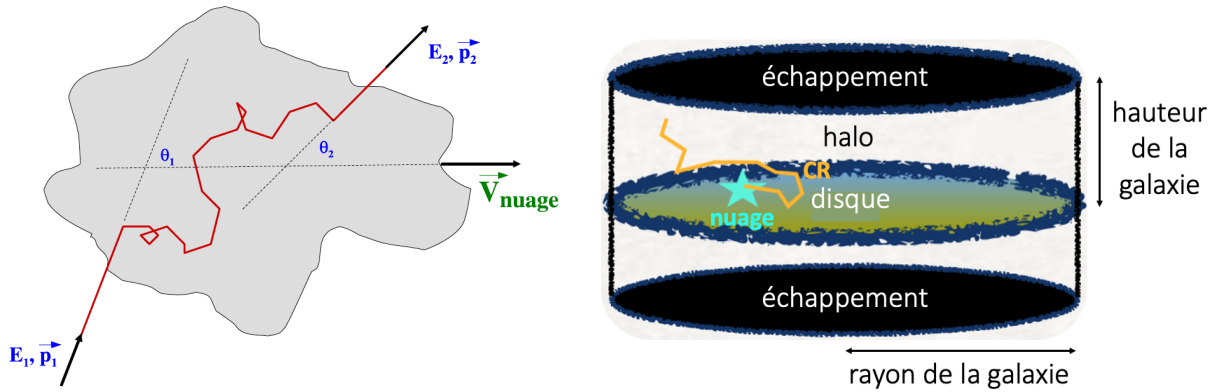 E₂, p₂
θ₁
θ₂
V nuage
E₁, p₁
échappement
halo
CR
disque
nuage
échappement
hauteur
de la
galaxie
rayon de la galaxie